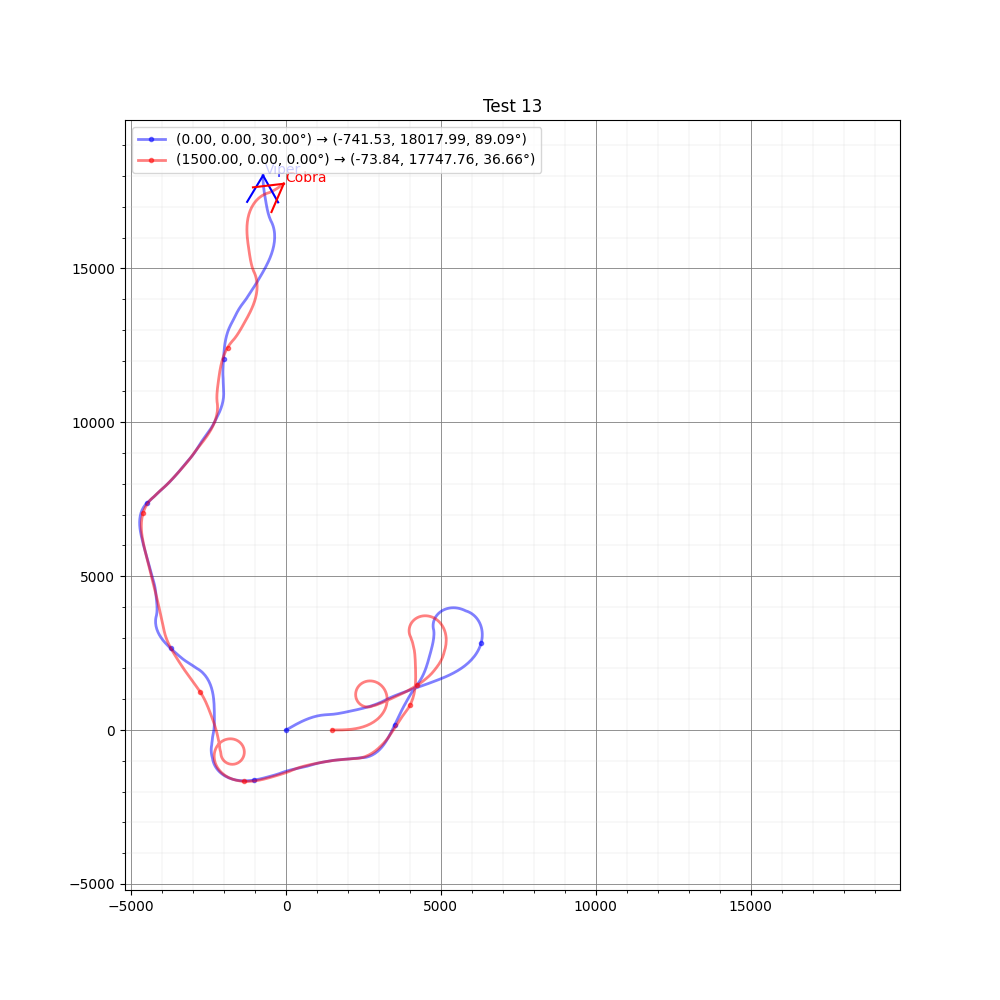 Test 13
(0.00, 0.00, 30.00°) → (-741.53, 18017.99, 89.09°)
(1500.00, 0.00, 0.00°) → (-73.84, 17747.76, 36.66°)
Viper
Cobra
15000
10000
5000
0
−5000
−5000
0
5000
10000
15000